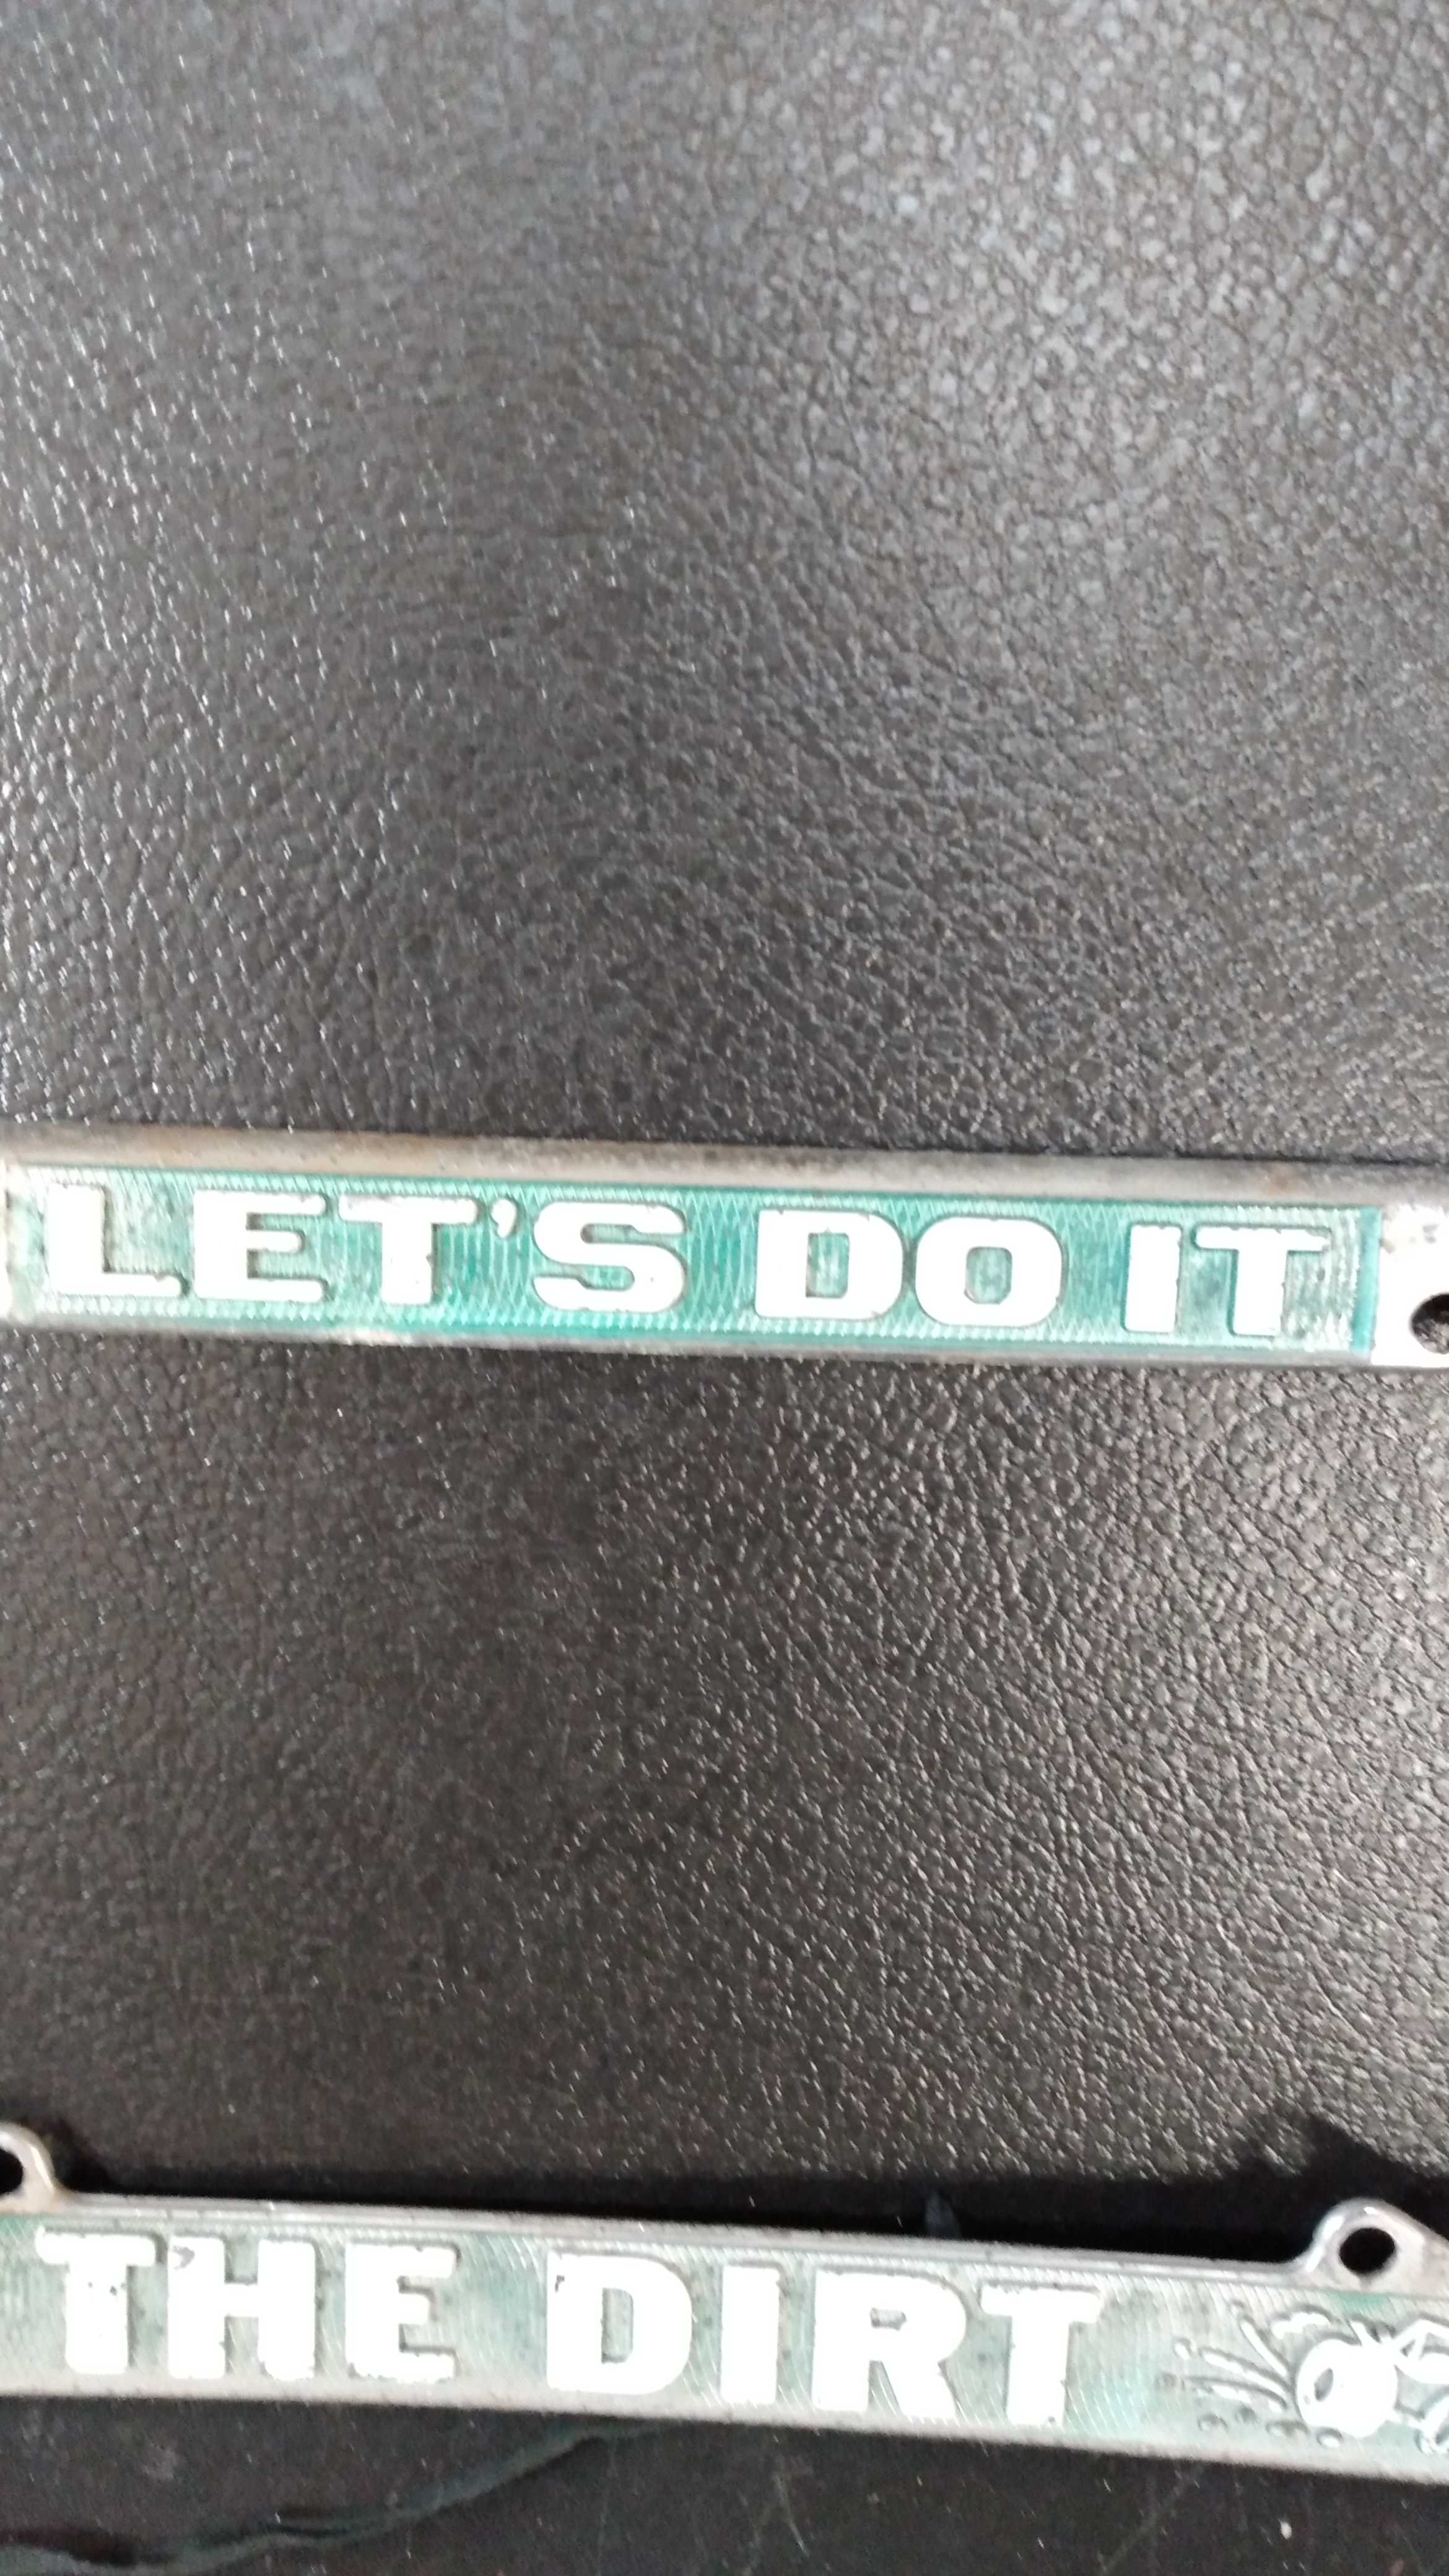 LET'S DO IT
THE DIRT